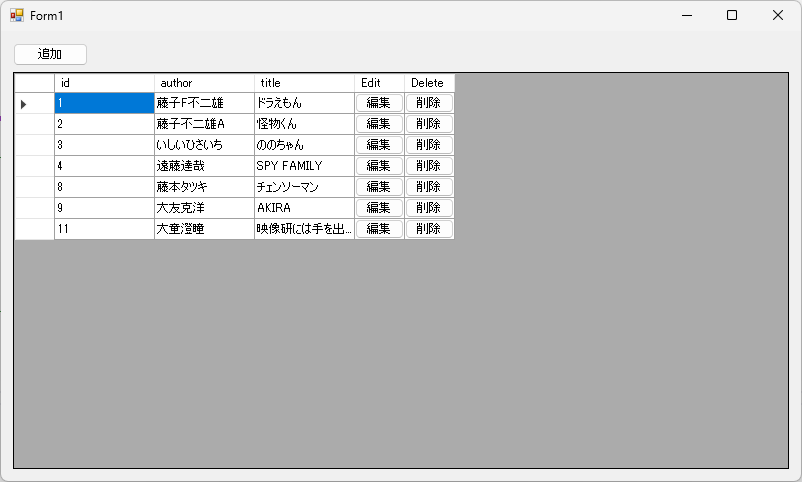 Form1
追加
id author title Edit Delete
1 藤子F不二雄 ドラえもん 編集 削除
2 藤子不二雄A 怪物くん 編集 削除
3 いしいひさいち ののちゃん 編集 削除
4 遠藤達哉 SPY FAMILY 編集 削除
8 藤本タツキ チェンソーマン 編集 削除
9 大友克洋 AKIRA 編集 削除
11 大童澄瞳 映像研には手を出... 編集 削除